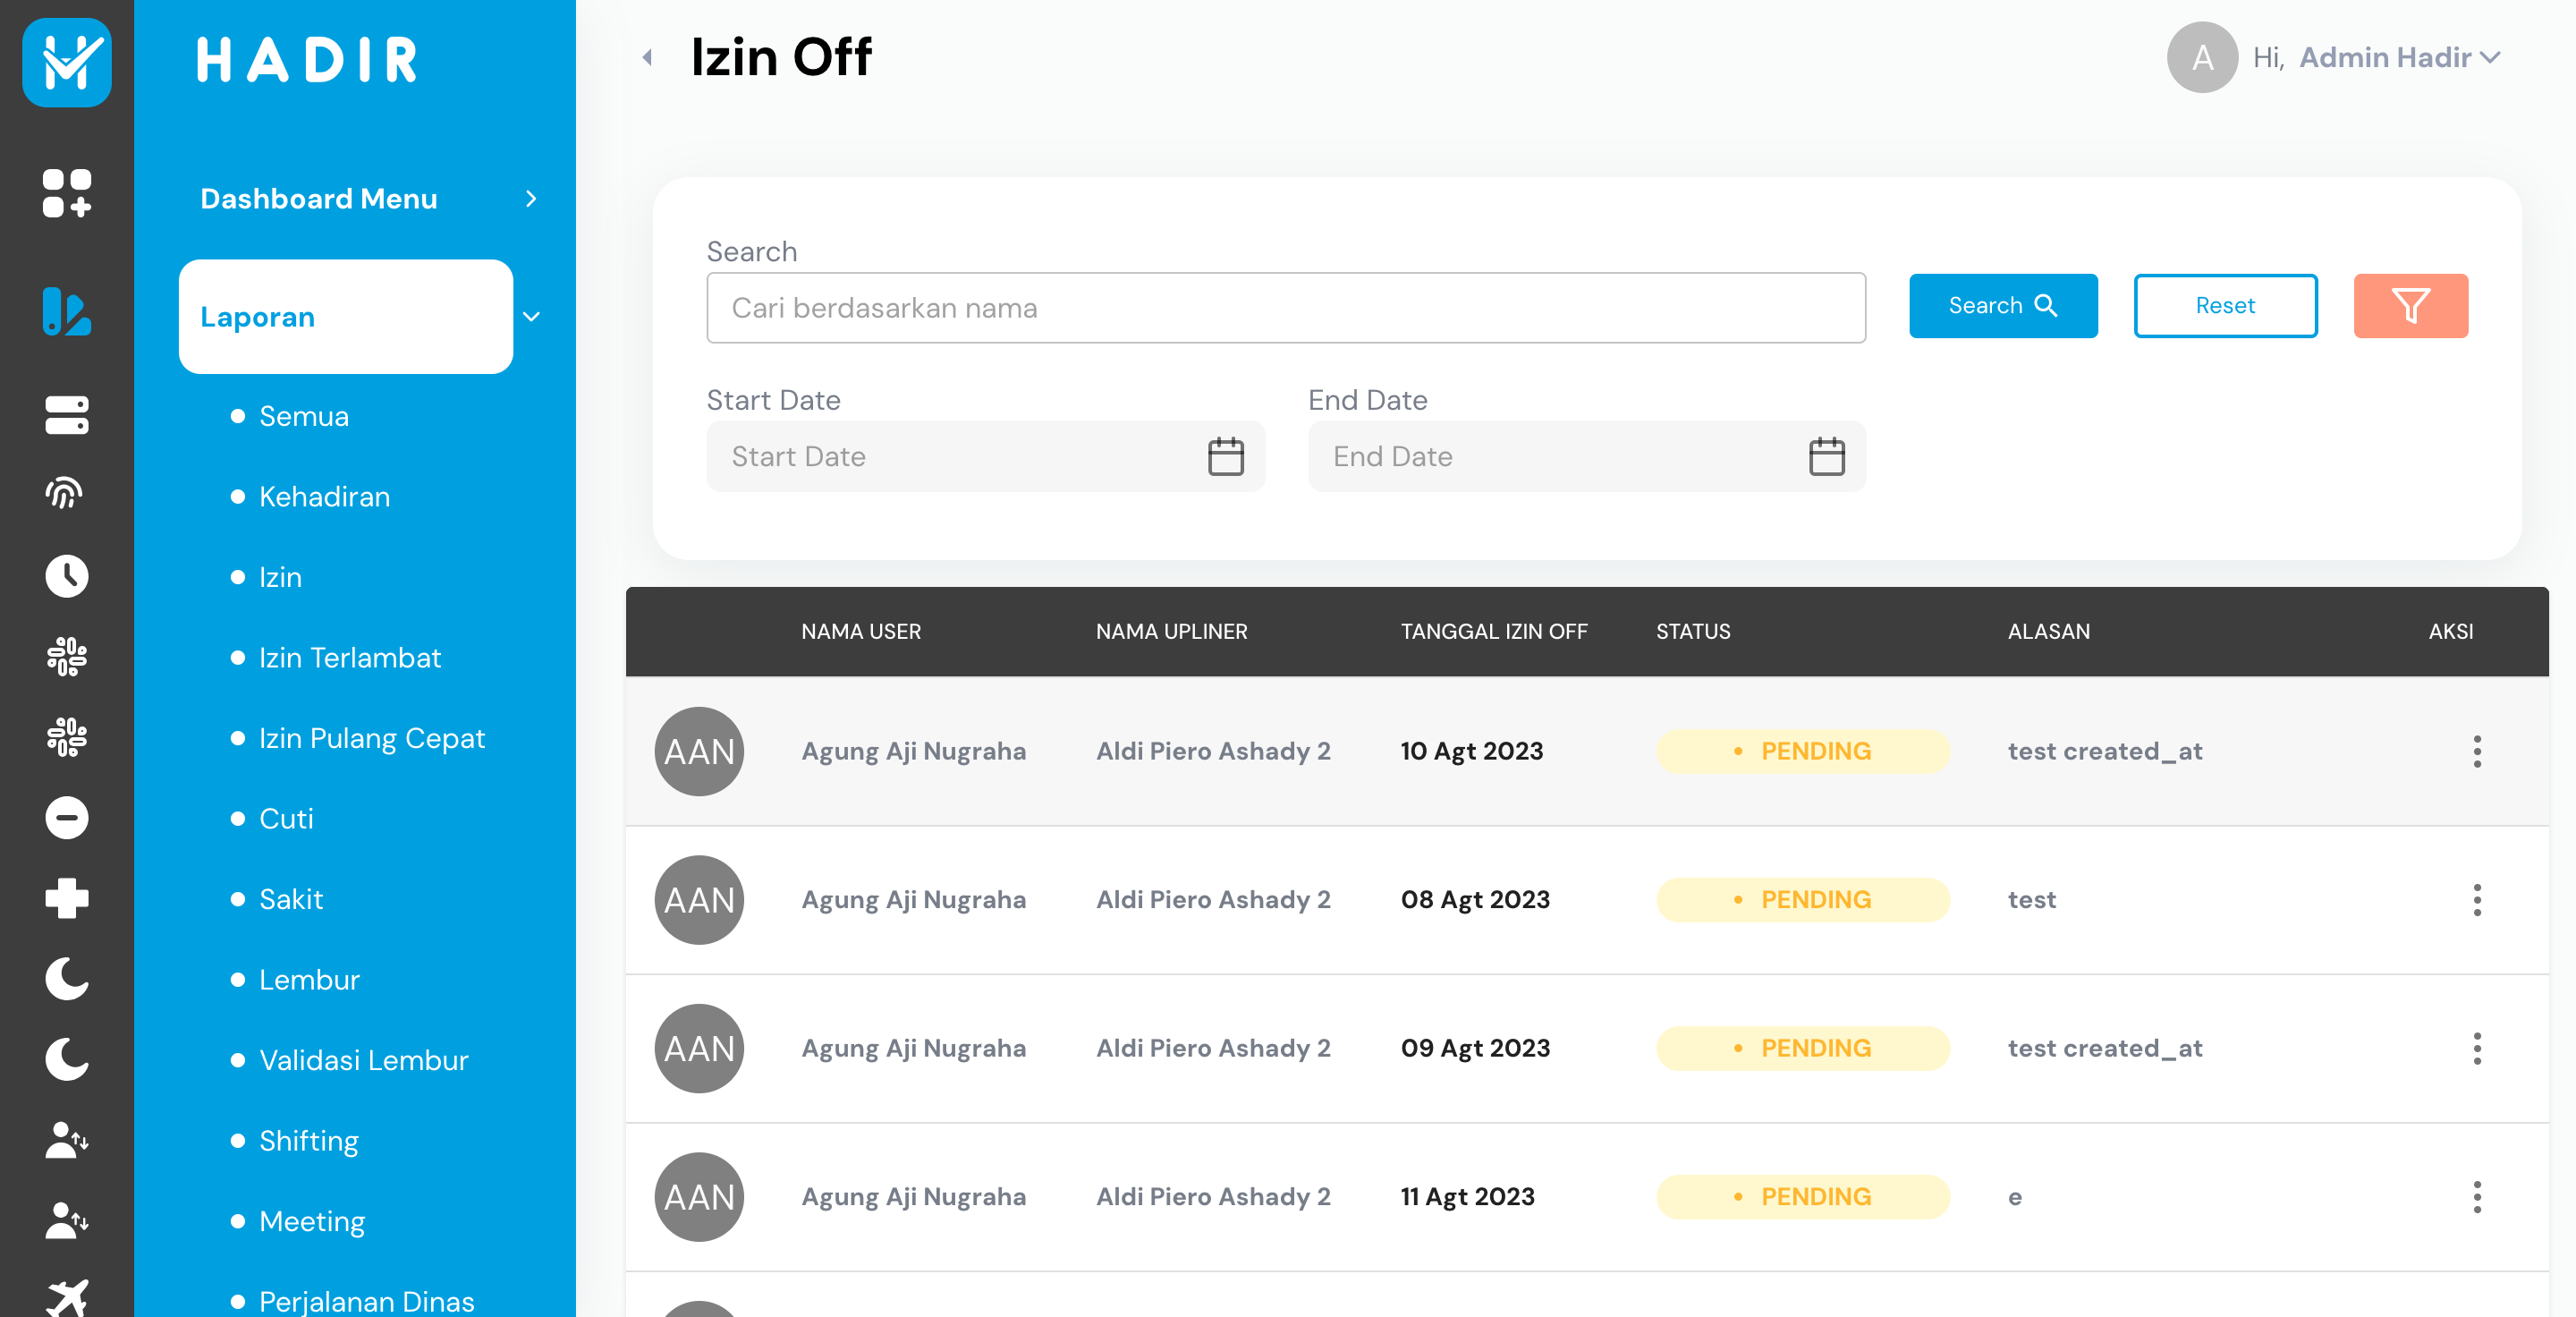 HADIR
Dashboard Menu
Laporan
Semua
Kehadiran
Izin
Izin Terlambat
Izin Pulang Cepat
Cuti
Sakit
Lembur
Validasi Lembur
Shifting
Meeting
Perjalanan Dinas
Izin Off
A Hi, Admin Hadir
Search
Cari berdasarkan nama
Search
Reset
Start Date End Date
Start Date End Date
NAMA USER NAMA UPLINER TANGGAL IZIN OFF STATUS ALASAN AKSI
AAN Agung Aji Nugraha Aldi Piero Ashady 2 10 Agt 2023 • PENDING test created_at
AAN Agung Aji Nugraha Aldi Piero Ashady 2 08 Agt 2023 • PENDING test
AAN Agung Aji Nugraha Aldi Piero Ashady 2 09 Agt 2023 • PENDING test created_at
AAN Agung Aji Nugraha Aldi Piero Ashady 2 11 Agt 2023 • PENDING e